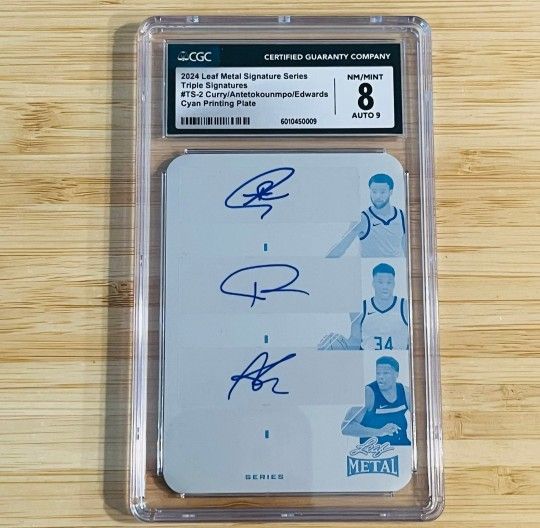 CGC
CERTIFIED GUARANTY COMPANY
2024 Leaf Metal Signature Series
Triple Signatures
#TS-2 Curry/Antetokounmpo/Edwards
Cyan Printing Plate
6010450009
NM/MINT
8
AUTO 9
34
Leaf
METAL
SERIES